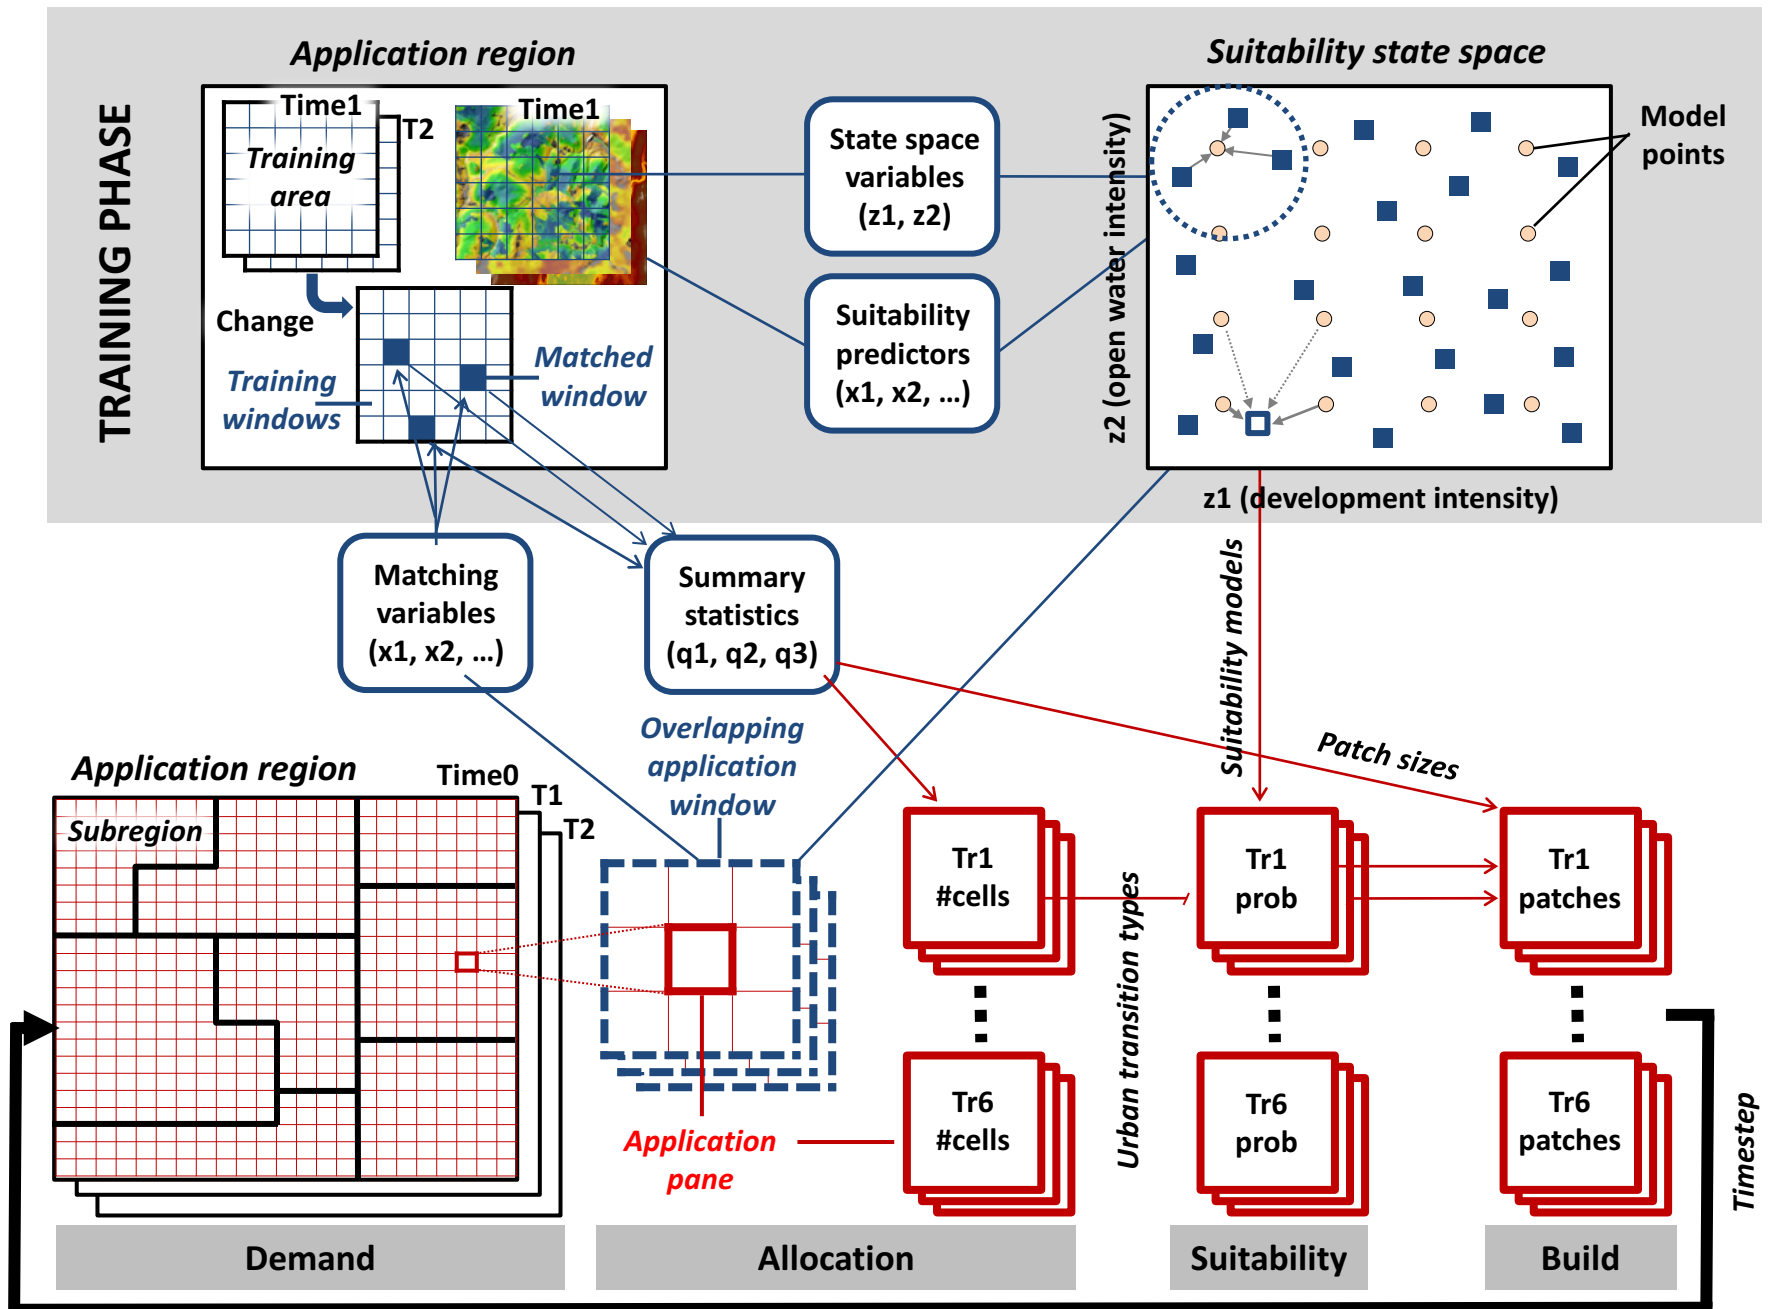 TRAINING PHASE
Application region
Suitability state space
Time1
T2
Training
area
Time1
Change
Training
windows
Matched
window
State space
variables
(z1, z2)
Suitability
predictors
(x1, x2, ...)
z2 (open water intensity)
Model
points
z1 (development intensity)
Matching
variables
(x1, x2, ...)
Summary
statistics
(q1, q2, q3)
Suitability models
Patch sizes
Application region
Time0
T1
T2
Subregion
Overlapping
application
window
Application
pane
Tr1
#cells
Tr6
#cells
Urban transition types
Tr1
prob
Tr6
prob
Tr1
patches
Tr6
patches
Timestep
Demand
Allocation
Suitability
Build